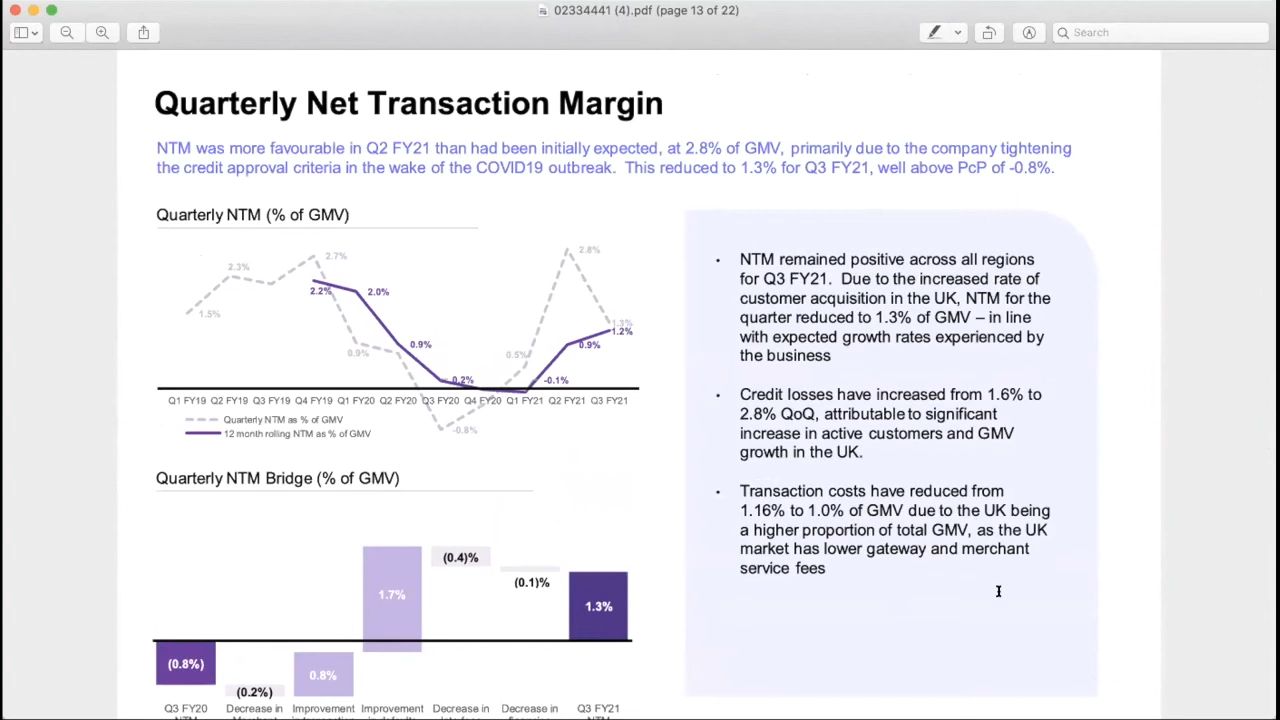 02334441 (4).pdf (page 13 of 22)
Search
Quarterly Net Transaction Margin
NTM was more favourable in Q2 FY21 than had been initially expected, at 2.8% of GMV, primarily due to the company tightening
the credit approval criteria in the wake of the COVID19 outbreak. This reduced to 1.3% for Q3 FY21, well above PcP of -0.8%.
Quarterly NTM (% of GMV)
2.8%
2.7%
2.3%
2.2%
2.0%
1.5%
1.3%
1.2%
0.9%
0.9%
0.9%
0.5%
0.2%
-0.1%
Q1 FY19 Q2 FY19 Q3 FY19 Q4 FY19 Q1 FY20 Q2 FY20 Q3 FY20 Q4 FY20 Q1 FY21 Q2 FY21 Q3 FY21
Quarterly NTM as % of GMV
-0.8%
12 month rolling NTM as % of GMV
Quarterly NTM Bridge (% of GMV)
(0.4)%
(0.1)%
1.7%
1.3%
(0.8%)
0.8%
(0.2%)
Q3 FY20 Decrease in Improvement Improvement Decrease in Decrease in Q3 FY21
• NTM remained positive across all regions
for Q3 FY21. Due to the increased rate of
customer acquisition in the UK, NTM for the
quarter reduced to 1.3% of GMV – in line
with expected growth rates experienced by
the business
• Credit losses have increased from 1.6% to
2.8% QoQ, attributable to significant
increase in active customers and GMV
growth in the UK.
• Transaction costs have reduced from
1.16% to 1.0% of GMV due to the UK being
a higher proportion of total GMV, as the UK
market has lower gateway and merchant
service fees